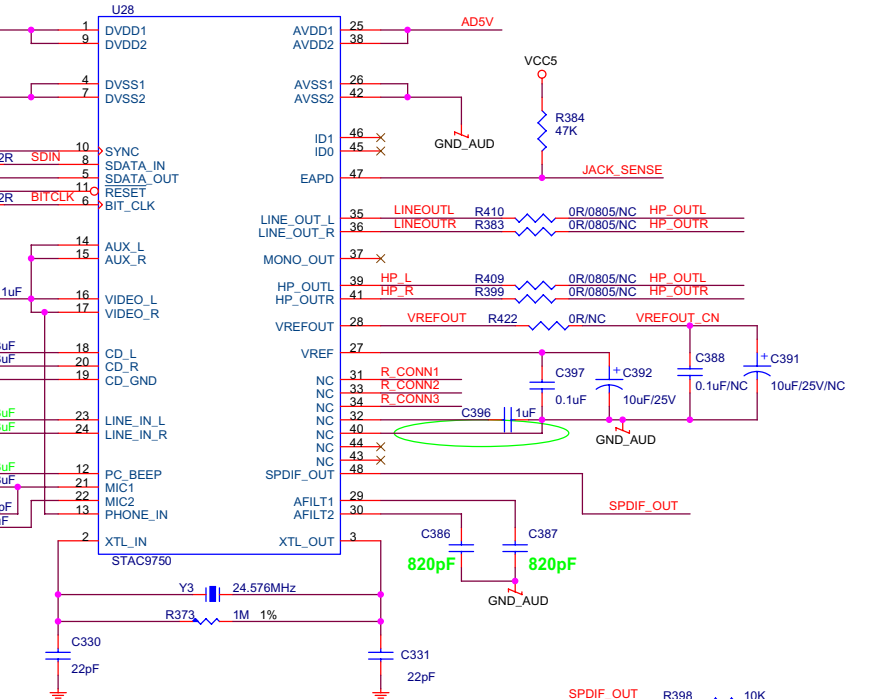 U28
1 DVDD1 AVDD1 25 AD5V
9 DVDD2 AVDD2 38
VCC5
4 DVSS1 AVSS1 26
7 DVSS2 AVSS2 42
R384
47K
GND_AUD
ID1 46
10 SYNC ID0 45
2R SDIN 8 SDATA_IN
5 SDATA_OUT EAPD 47 JACK_SENSE
11 RESET
2R BITCLK 6 BIT_CLK
LINE_OUT_L 35 LINEOUTL R410 0R/0805/NC HP_OUTL
LINE_OUT_R 36 LINEOUTR R383 0R/0805/NC HP_OUTR
14 AUX_L
15 AUX_R MONO_OUT 37
HP_OUTL 39 HP_L R409 0R/0805/NC HP_OUTL
1uF 16 VIDEO_L HP_OUTR 41 HP_R R399 0R/0805/NC HP_OUTR
17 VIDEO_R
VREFOUT 28 VREFOUT R422 0R/NC VREFOUT_CN
uF 18 CD_L VREF 27
uF 20 CD_R
19 CD_GND NC 31 R_CONN1
NC 33 R_CONN2
NC 34 R_CONN3
C397
0.1uF
C392
10uF/25V
C388
0.1uF/NC
C391
10uF/25V/NC
uF 23 LINE_IN_L NC 32 C396 1uF
uF 24 LINE_IN_R NC 40
GND_AUD
NC 44
NC 43
uF 12 PC_BEEP SPDIF_OUT 48
uF 21 MIC1
pF 22 MIC2 AFILT1 29 SPDIF_OUT
F 13 PHONE_IN AFILT2 30
C386 C387
2 XTL_IN XTL_OUT 3
820pF 820pF
STAC9750
Y3 24.576MHz
GND_AUD
R373 1M 1%
C330
22pF
C331
22pF
SPDIF_OUT R398 10K